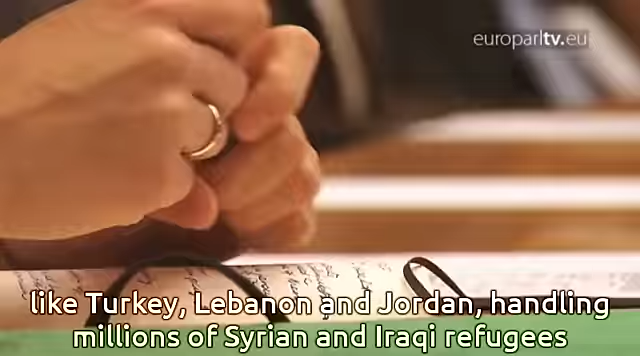 europarltv.eu
like Turkey, Lebanon and Jordan, handling
millions of Syrian and Iraqi refugees